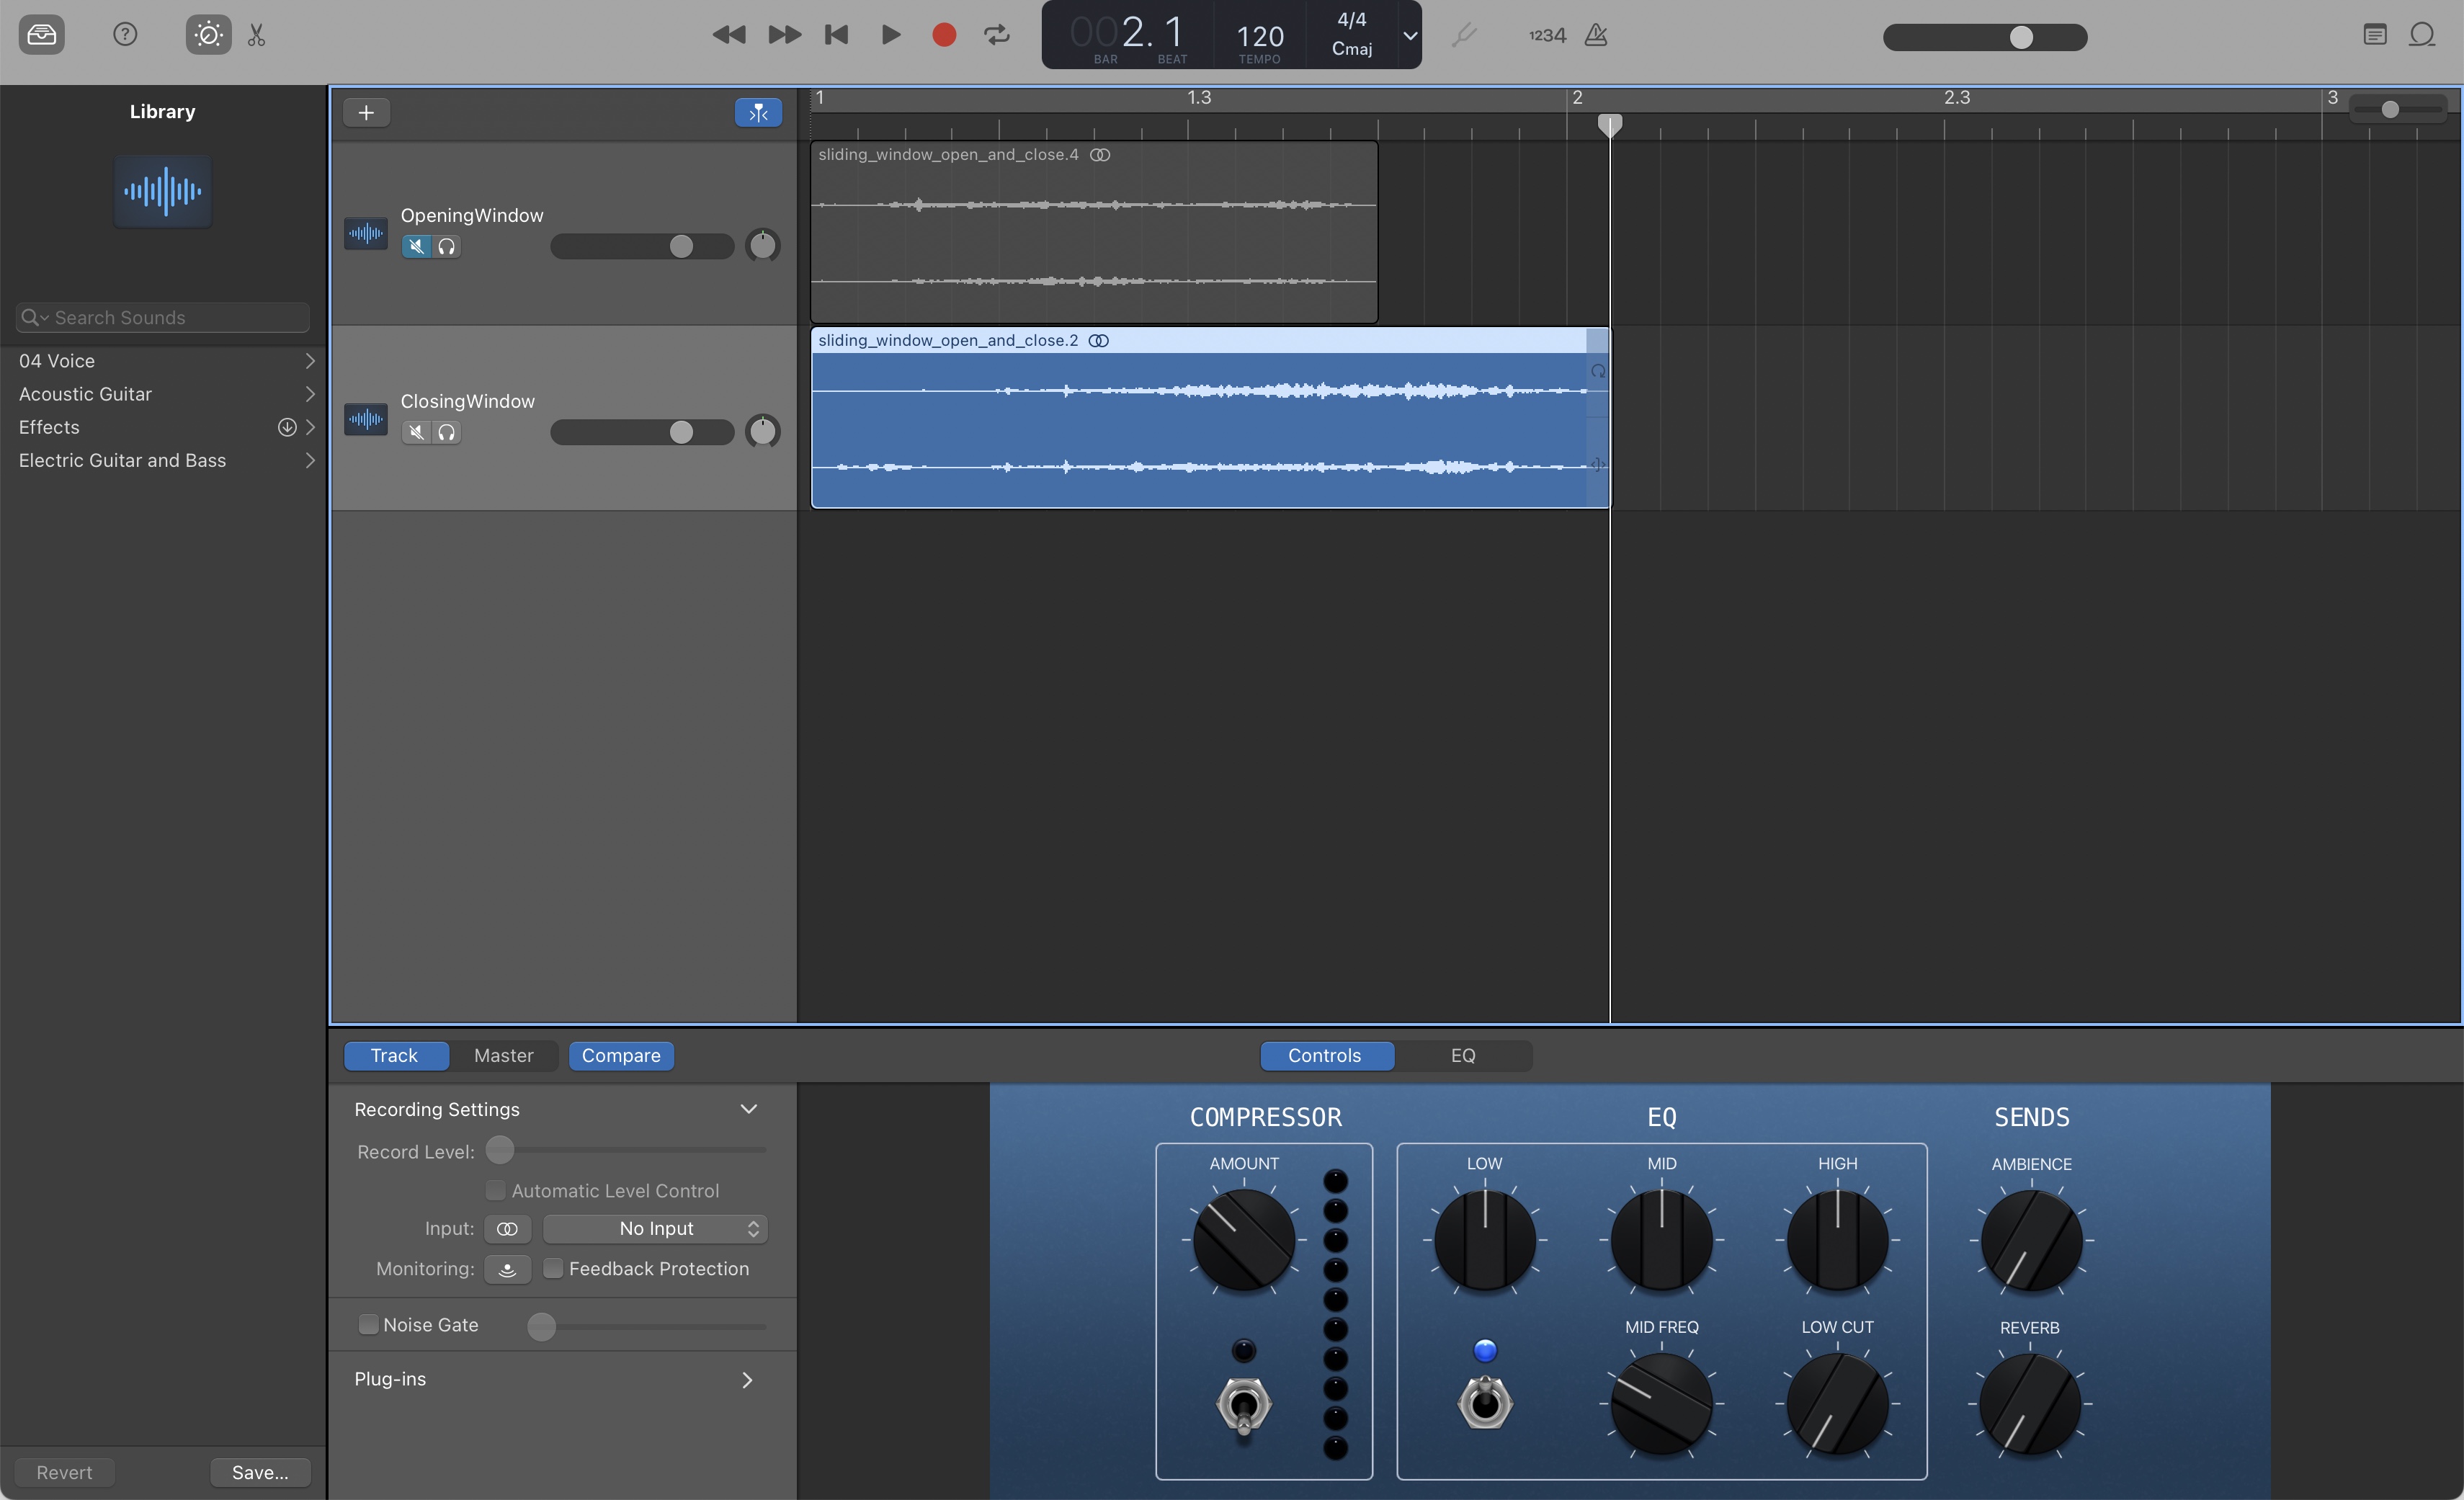 002. 1
BAR BEAT
120
TEMPO
4/4
Cmaj
1234
Library
Search Sounds
04 Voice
Acoustic Guitar
Effects
Electric Guitar and Bass
Revert
Save...
1 1.3 2 2.3 3
OpeningWindow
sliding_window_open_and_close.4
ClosingWindow
sliding_window_open_and_close.2
Track Master Compare
Controls EQ
Recording Settings
Record Level:
Automatic Level Control
Input: No Input
Monitoring: Feedback Protection
Noise Gate
Plug-ins
COMPRESSOR
AMOUNT
EQ
LOW MID HIGH
MID FREQ LOW CUT
SENDS
AMBIENCE
REVERB